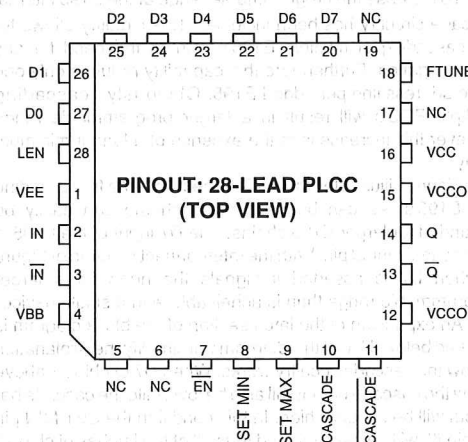 D2 D3 D4 D5 D6 D7 NC
25 24 23 22 21 20 19
D1 26 18 FTUNE
D0 27 17 NC
LEN 28 16 VCC
VEE 1 15 VCCO
PINOUT: 28-LEAD PLCC
(TOP VIEW)
IN 2 14 Q
IN 3 13 Q
VBB 4 12 VCCO
5 6 7 8 9 10 11
NC NC EN SET MIN SET MAX CASCADE CASCADE